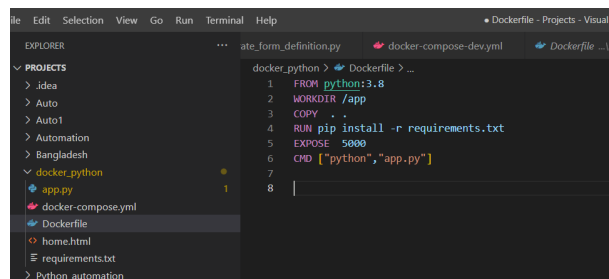 ile Edit Selection View Go Run Terminal Help
● Dockerfile - Projects - Visual
EXPLORER ...
ate_form_definition.py docker-compose-dev.yml Dockerfile ...\
PROJECTS
docker_python > Dockerfile > ...
> .idea
> Auto
> Auto1
> Automation
> Bangladesh
docker_python
app.py 1
docker-compose.yml
Dockerfile
home.html
requirements.txt
> Python_automation
1 FROM python:3.8
2 WORKDIR /app
3 COPY . .
4 RUN pip install -r requirements.txt
5 EXPOSE 5000
6 CMD ["python","app.py"]
7
8